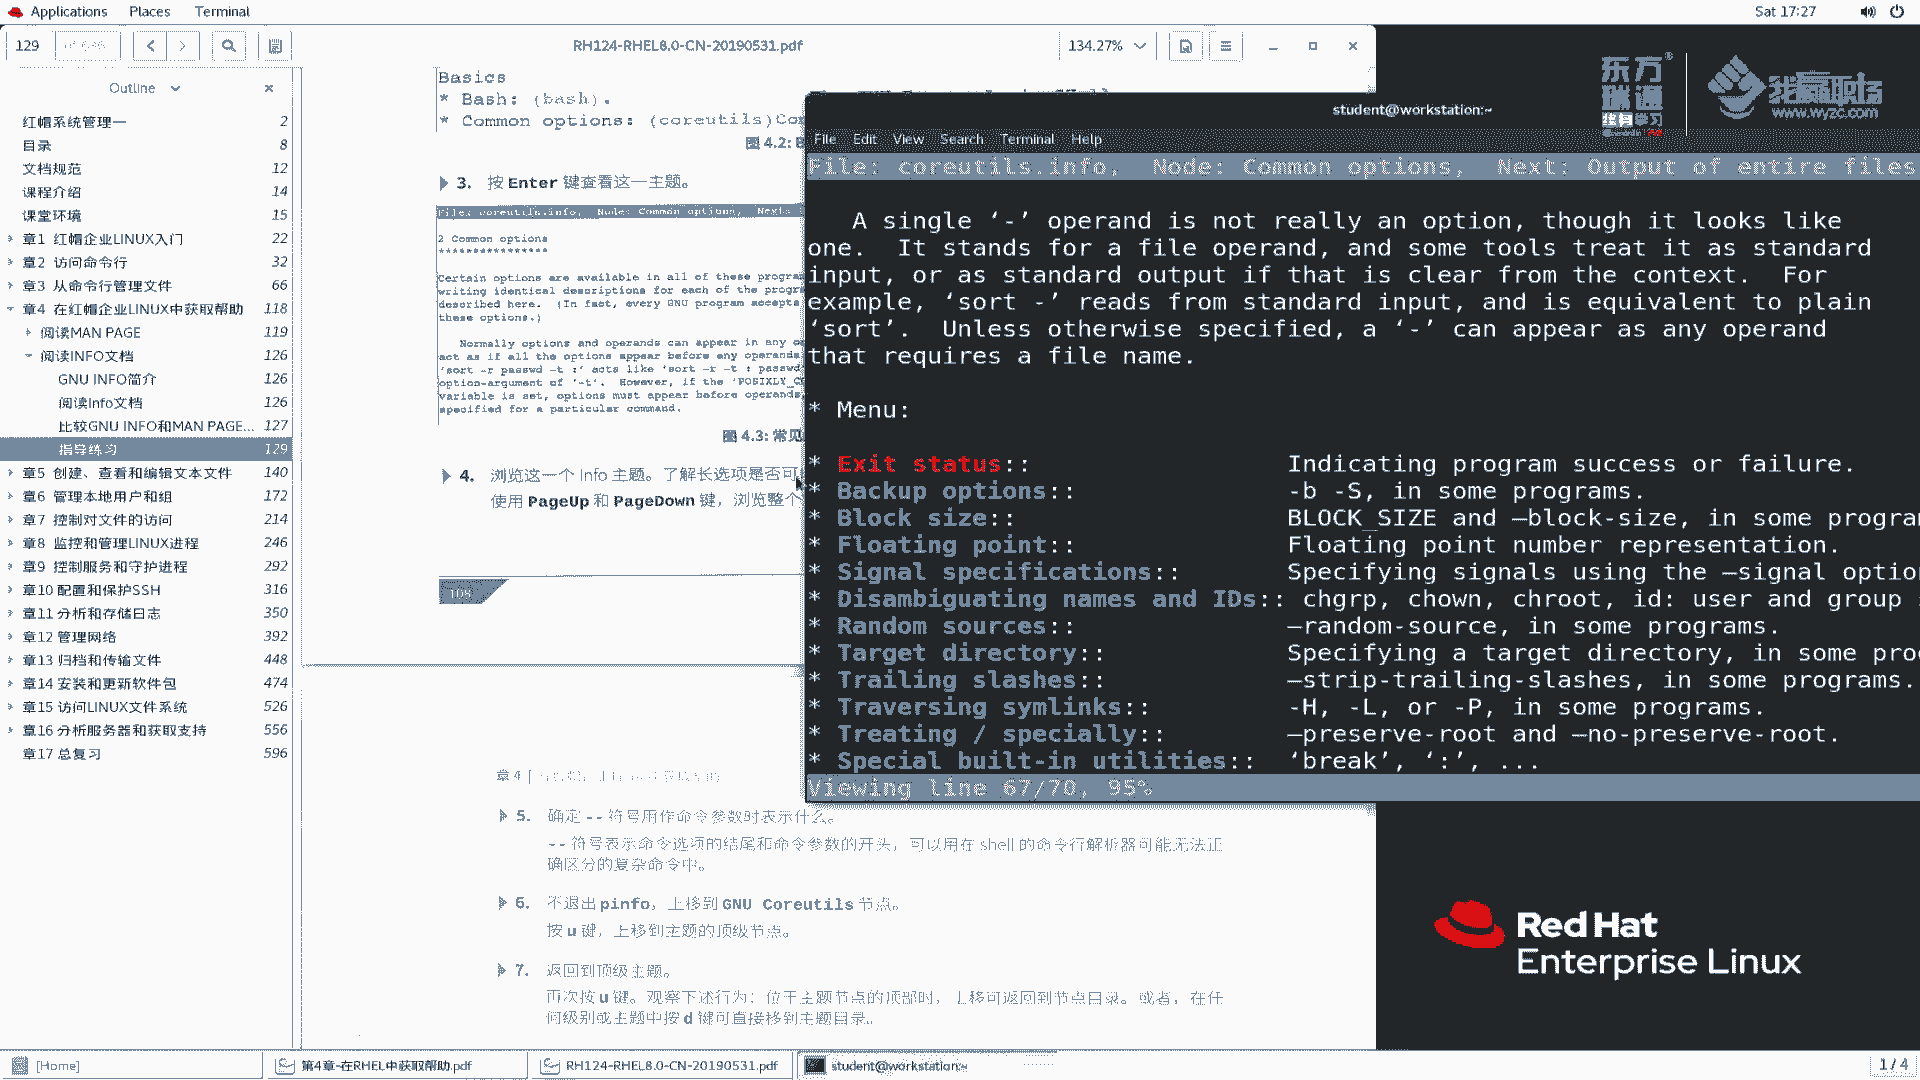 Applications Places Terminal
Sat 17:27
129
RH124-RHEL8.0-CN-20190531.pdf
134.27%
Outline
红帽系统管理一 2
目录 8
文档规范 12
课程介绍 14
课堂环境 15
章1 红帽企业LINUX入门 22
章2 访问命令行 32
章3 从命令行管理文件 66
章4 在红帽企业LINUX中获取帮助 118
阅读MAN PAGE 119
阅读INFO文档 126
GNU INFO简介 126
阅读Info文档 126
比较GNU INFO和MAN PAGE... 127
指导练习 129
章5 创建、查看和编辑文本文件 140
章6 管理本地用户和组 172
章7 控制对文件的访问 214
章8 监控和管理LINUX进程 246
章9 控制服务和守护进程 292
章10 配置和保护SSH 316
章11 分析和存储日志 350
章12 管理网络 392
章13 归档和传输文件 448
章14 安装和更新软件包 474
章15 访问LINUX文件系统 526
章16 分析服务器和获取支持 556
章17 总复习 596
Basics
* Bash: (bash).
* Common options: (coreutils)Co
图 4.2:
3. 按 Enter 键查看这一主题。
File: coreutils.info, Node: Common options, Next:
2 Common options
****************
Certain options are available in all of these progra
writing identical descriptions for each of the progr
described here. (In fact, every GNU program accepts
these options.)
Normally options and operands can appear in any o
act as if all the options appear before any operands
‘sort -r passwd -t :’ acts like ‘sort -r -t : passwd
option-argument of ‘-t’. However, if the ‘POSIXLY_C
variable is set, options must appear before operands,
specified for a particular command.
图 4.3: 常见
4. 浏览这一个 Info 主题。了解长选项是否可
使用 PageUp 和 PageDown 键，浏览整个
108
章4
5. 确定 -- 符号用作命令参数时表示什么。
-- 符号表示命令选项的结尾和命令参数的开头，可以用在 shell 的命令行解析器可能无法正
确区分的复杂命令中。
6. 不退出 pinfo，上移到 GNU Coreutils 节点。
按 u 键，上移到主题的顶级节点。
7. 返回到顶级主题。
再次按 u 键。观察下述行为：位于主题节点的顶部时，上移可返回到节点目录。或者，在任
何级别或主题中按 d 键可直接移到主题目录。
student@workstation:~
File Edit View Search Terminal Help
File: coreutils.info, Node: Common options, Next: Output of entire files
A single ‘-’ operand is not really an option, though it looks like
one. It stands for a file operand, and some tools treat it as standard
input, or as standard output if that is clear from the context. For
example, ‘sort -’ reads from standard input, and is equivalent to plain
‘sort’. Unless otherwise specified, a ‘-’ can appear as any operand
that requires a file name.
* Menu:
* Exit status:: Indicating program success or failure.
* Backup options:: -b -S, in some programs.
* Block size:: BLOCK_SIZE and –block-size, in some progra
* Floating point:: Floating point number representation.
* Signal specifications:: Specifying signals using the –signal optio
* Disambiguating names and IDs:: chgrp, chown, chroot, id: user and group
* Random sources:: –random-source, in some programs.
* Target directory:: Specifying a target directory, in some pro
* Trailing slashes:: –strip-trailing-slashes, in some programs.
* Traversing symlinks:: -H, -L, or -P, in some programs.
* Treating / specially:: –preserve-root and –no-preserve-root.
* Special built-in utilities:: ‘break’, ‘:’, ...
Viewing line 67/70, 95%
东方
瑞通
我赢职场
www.wyzc.com
Red Hat
Enterprise Linux
[Home]
第4章-在RHEL中获取帮助.pdf
RH124-RHEL8.0-CN-20190531.pdf
student@workstation:~
1 / 4